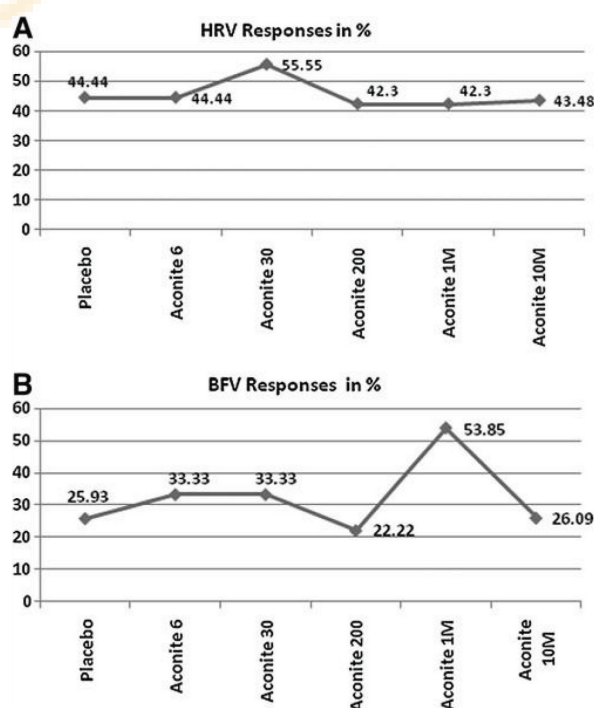 A
HRV Responses in %
60
50
40
30
20
10
0
44.44
44.44
55.55
42.3
42.3
43.48
Placebo
Aconite 6
Aconite 30
Aconite 200
Aconite 1M
Aconite 10M
B
BFV Responses in %
60
50
40
30
20
10
0
25.93
33.33
33.33
22.22
53.85
26.09
Placebo
Aconite 6
Aconite 30
Aconite 200
Aconite 1M
Aconite
10M